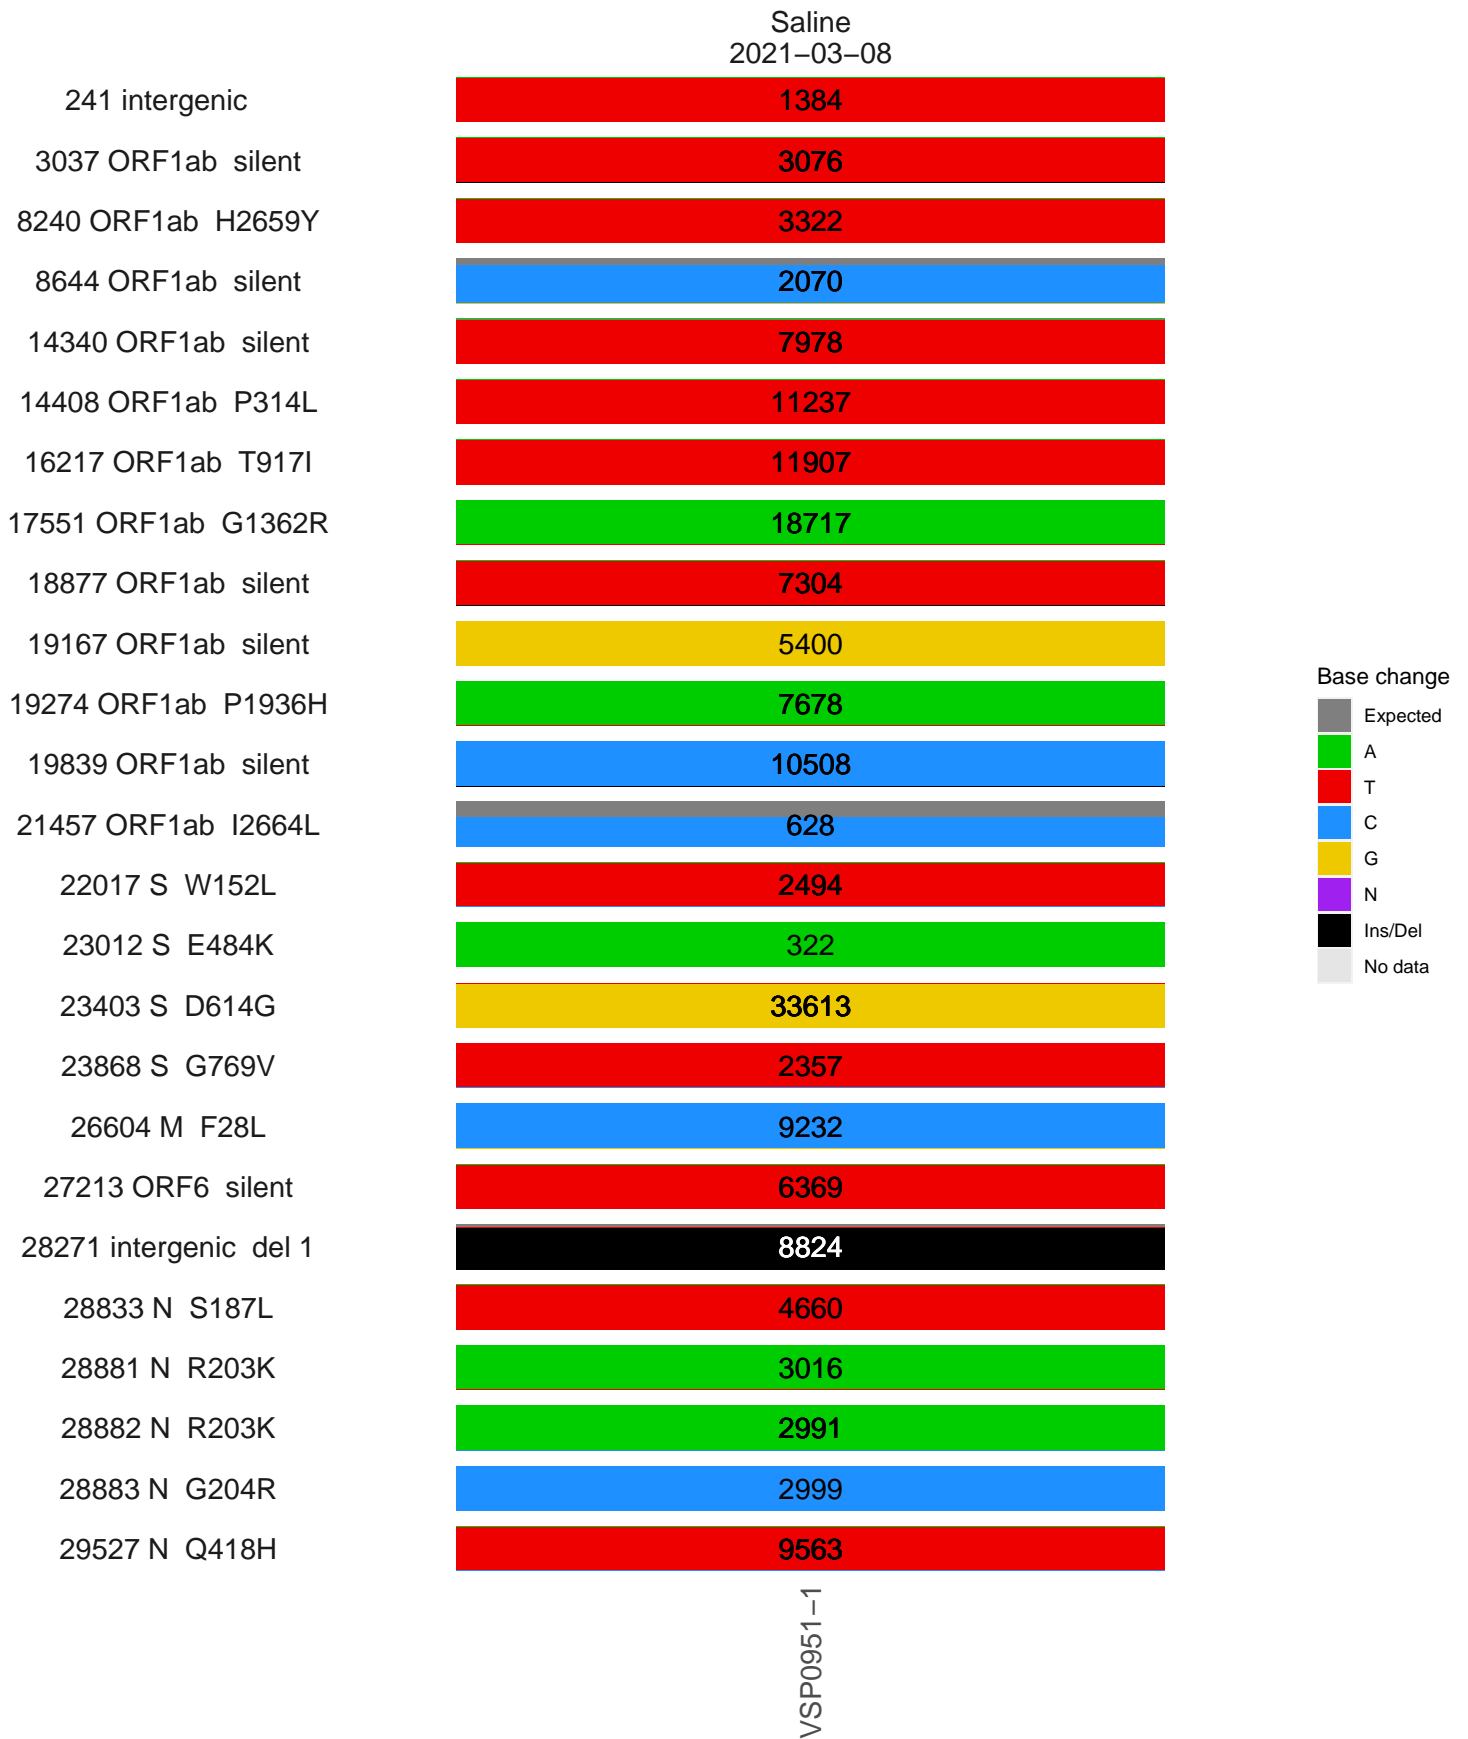 Saline
2021−03−08
241 intergenic 1384
3037 ORF1ab silent 3076
8240 ORF1ab H2659Y 3322
8644 ORF1ab silent 2070
14340 ORF1ab silent 7978
14408 ORF1ab P314L 11237
16217 ORF1ab T917I 11907
17551 ORF1ab G1362R 18717
18877 ORF1ab silent 7304
19167 ORF1ab silent 5400
19274 ORF1ab P1936H 7678
19839 ORF1ab silent 10508
21457 ORF1ab I2664L 628
22017 S W152L 2494
23012 S E484K 322
23403 S D614G 33613
23868 S G769V 2357
26604 M F28L 9232
27213 ORF6 silent 6369
28271 intergenic del 1 8824
28833 N S187L 4660
28881 N R203K 3016
28882 N R203K 2991
28883 N G204R 2999
29527 N Q418H 9563
VSP0951−1
Base change
Expected
A
T
C
G
N
Ins/Del
No data